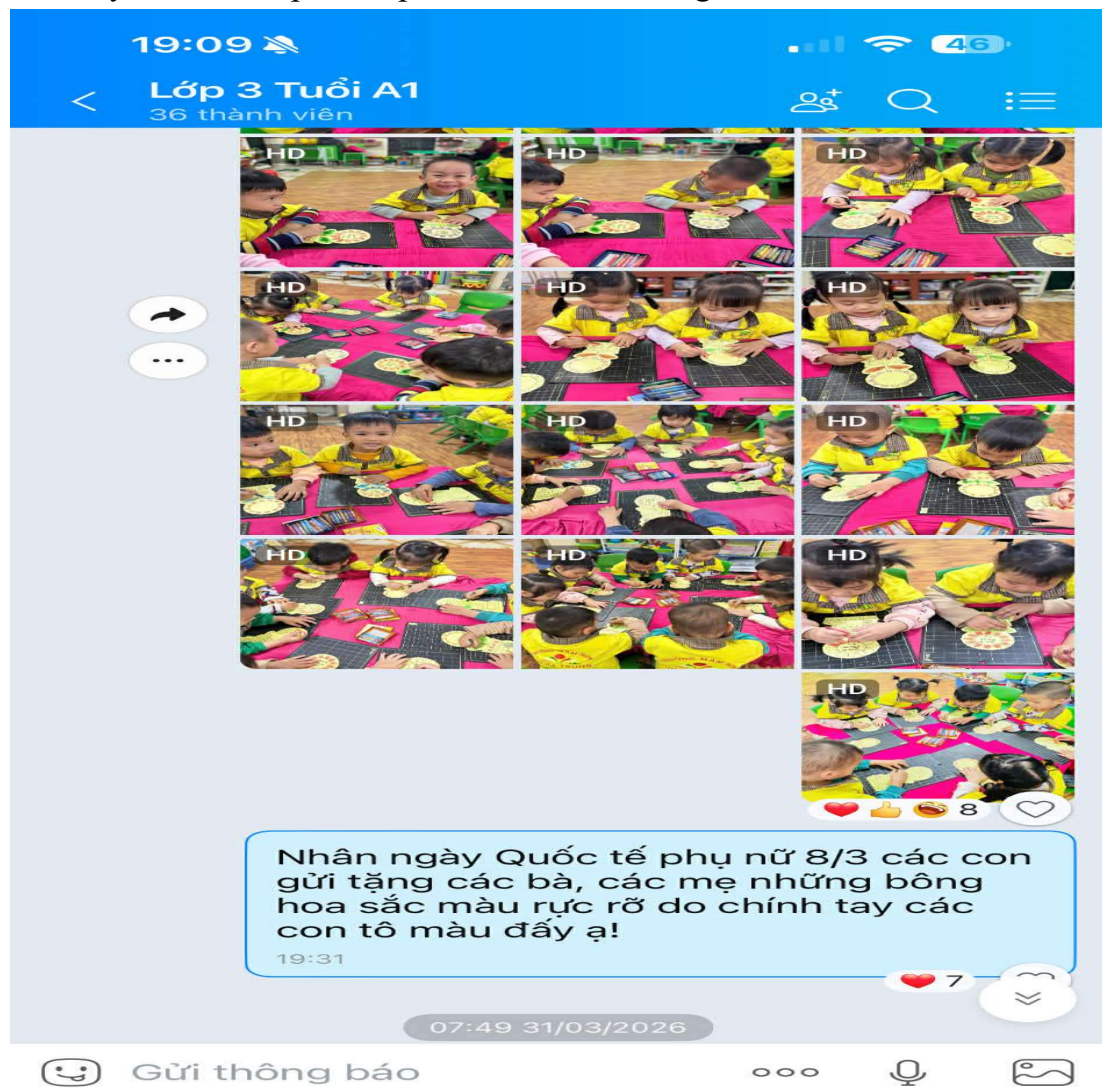 19:09
46
Lớp 3 Tuổi A1
36 thành viên
HD HD HD
HD HD HD
HD HD HD
HD HD HD
HD
8
Nhân ngày Quốc tế phụ nữ 8/3 các con
gửi tặng các bà, các mẹ những bông
hoa sắc màu rực rỡ do chính tay các
con tô màu đấy ạ!
19:31
7
07:49 31/03/2026
Gửi thông báo